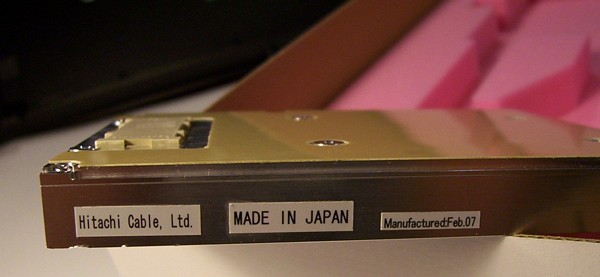 Hitachi Cable, Ltd.
MADE IN JAPAN
Manufactured:Feb.07